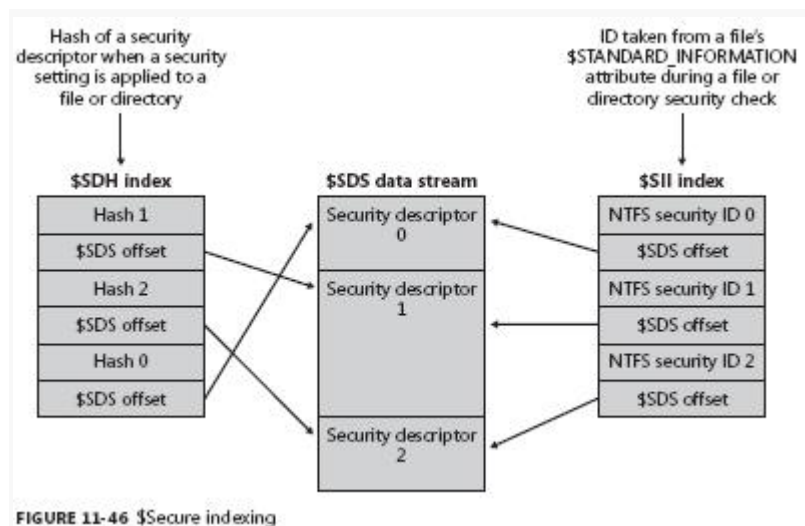 Hash of a security
descriptor when a security
setting is applied to a
file or directory
ID taken from a file's
$STANDARD_INFORMATION
attribute during a file or
directory security check
$SDH index
Hash 1
$SDS offset
Hash 2
$SDS offset
Hash 0
$SDS offset
$SDS data stream
Security descriptor
0
Security descriptor
1
Security descriptor
2
$SII index
NTFS security ID 0
$SDS offset
NTFS security ID 1
$SDS offset
NTFS security ID 2
$SDS offset
FIGURE 11-46 $Secure indexing